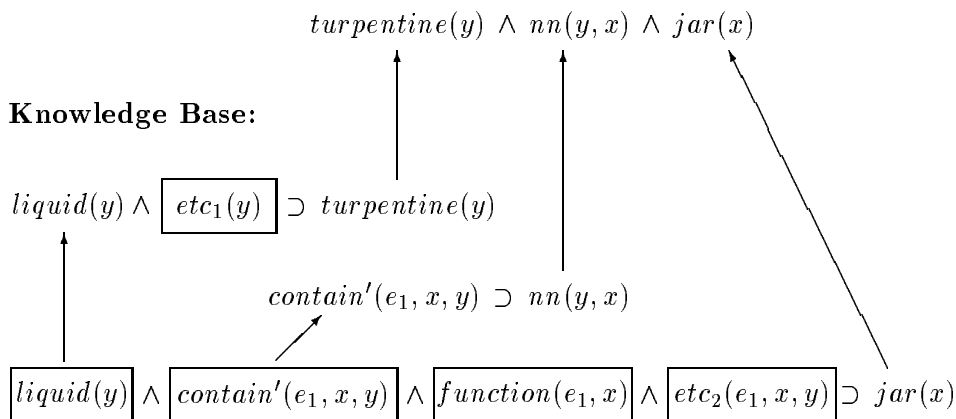 turpentine(y) ∧ nn(y, x) ∧ jar(x)
Knowledge Base:
liquid(y) ∧ etc₁(y) ⊃ turpentine(y)
contain′(e₁, x, y) ⊃ nn(y, x)
liquid(y) ∧ contain′(e₁, x, y) ∧ function(e₁, x) ∧ etc₂(e₁, x, y) ⊃ jar(x)